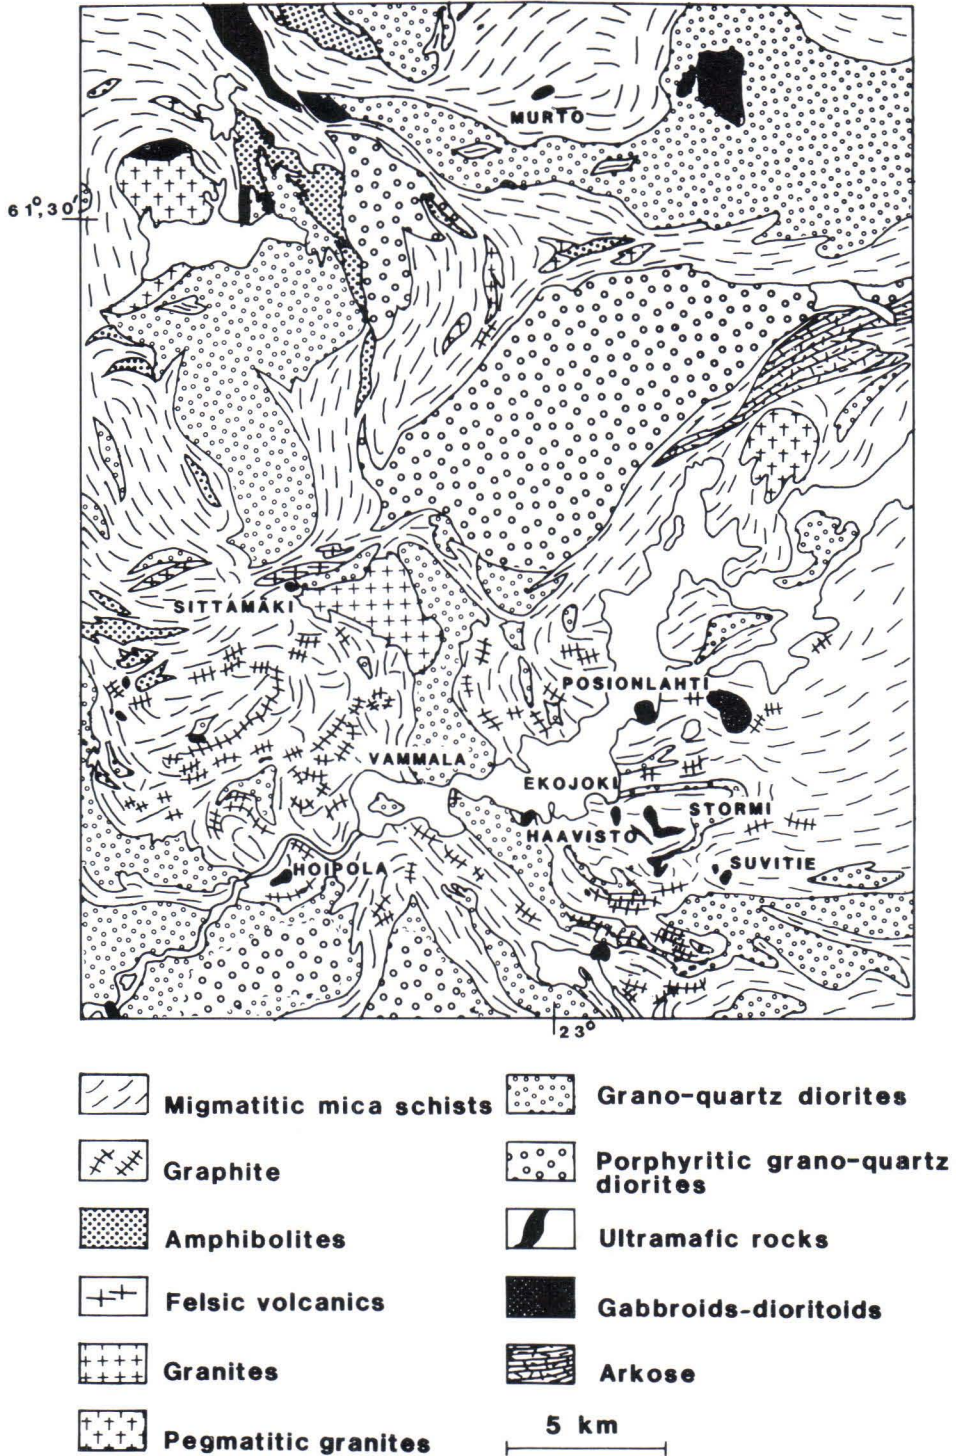 MURTO
61°,30'
SITTAMÄKI
POSIONLAHTI
VAMMALA
EKOJOKI
STORMI
HAAVISTO
SUVITIE
HOIPOLA
23°
Migmatitic mica schists
Graphite
Amphibolites
Felsic volcanics
Granites
Pegmatitic granites
Grano-quartz diorites
Porphyritic grano-quartz
diorites
Ultramafic rocks
Gabbroids-dioritoids
Arkose
5 km